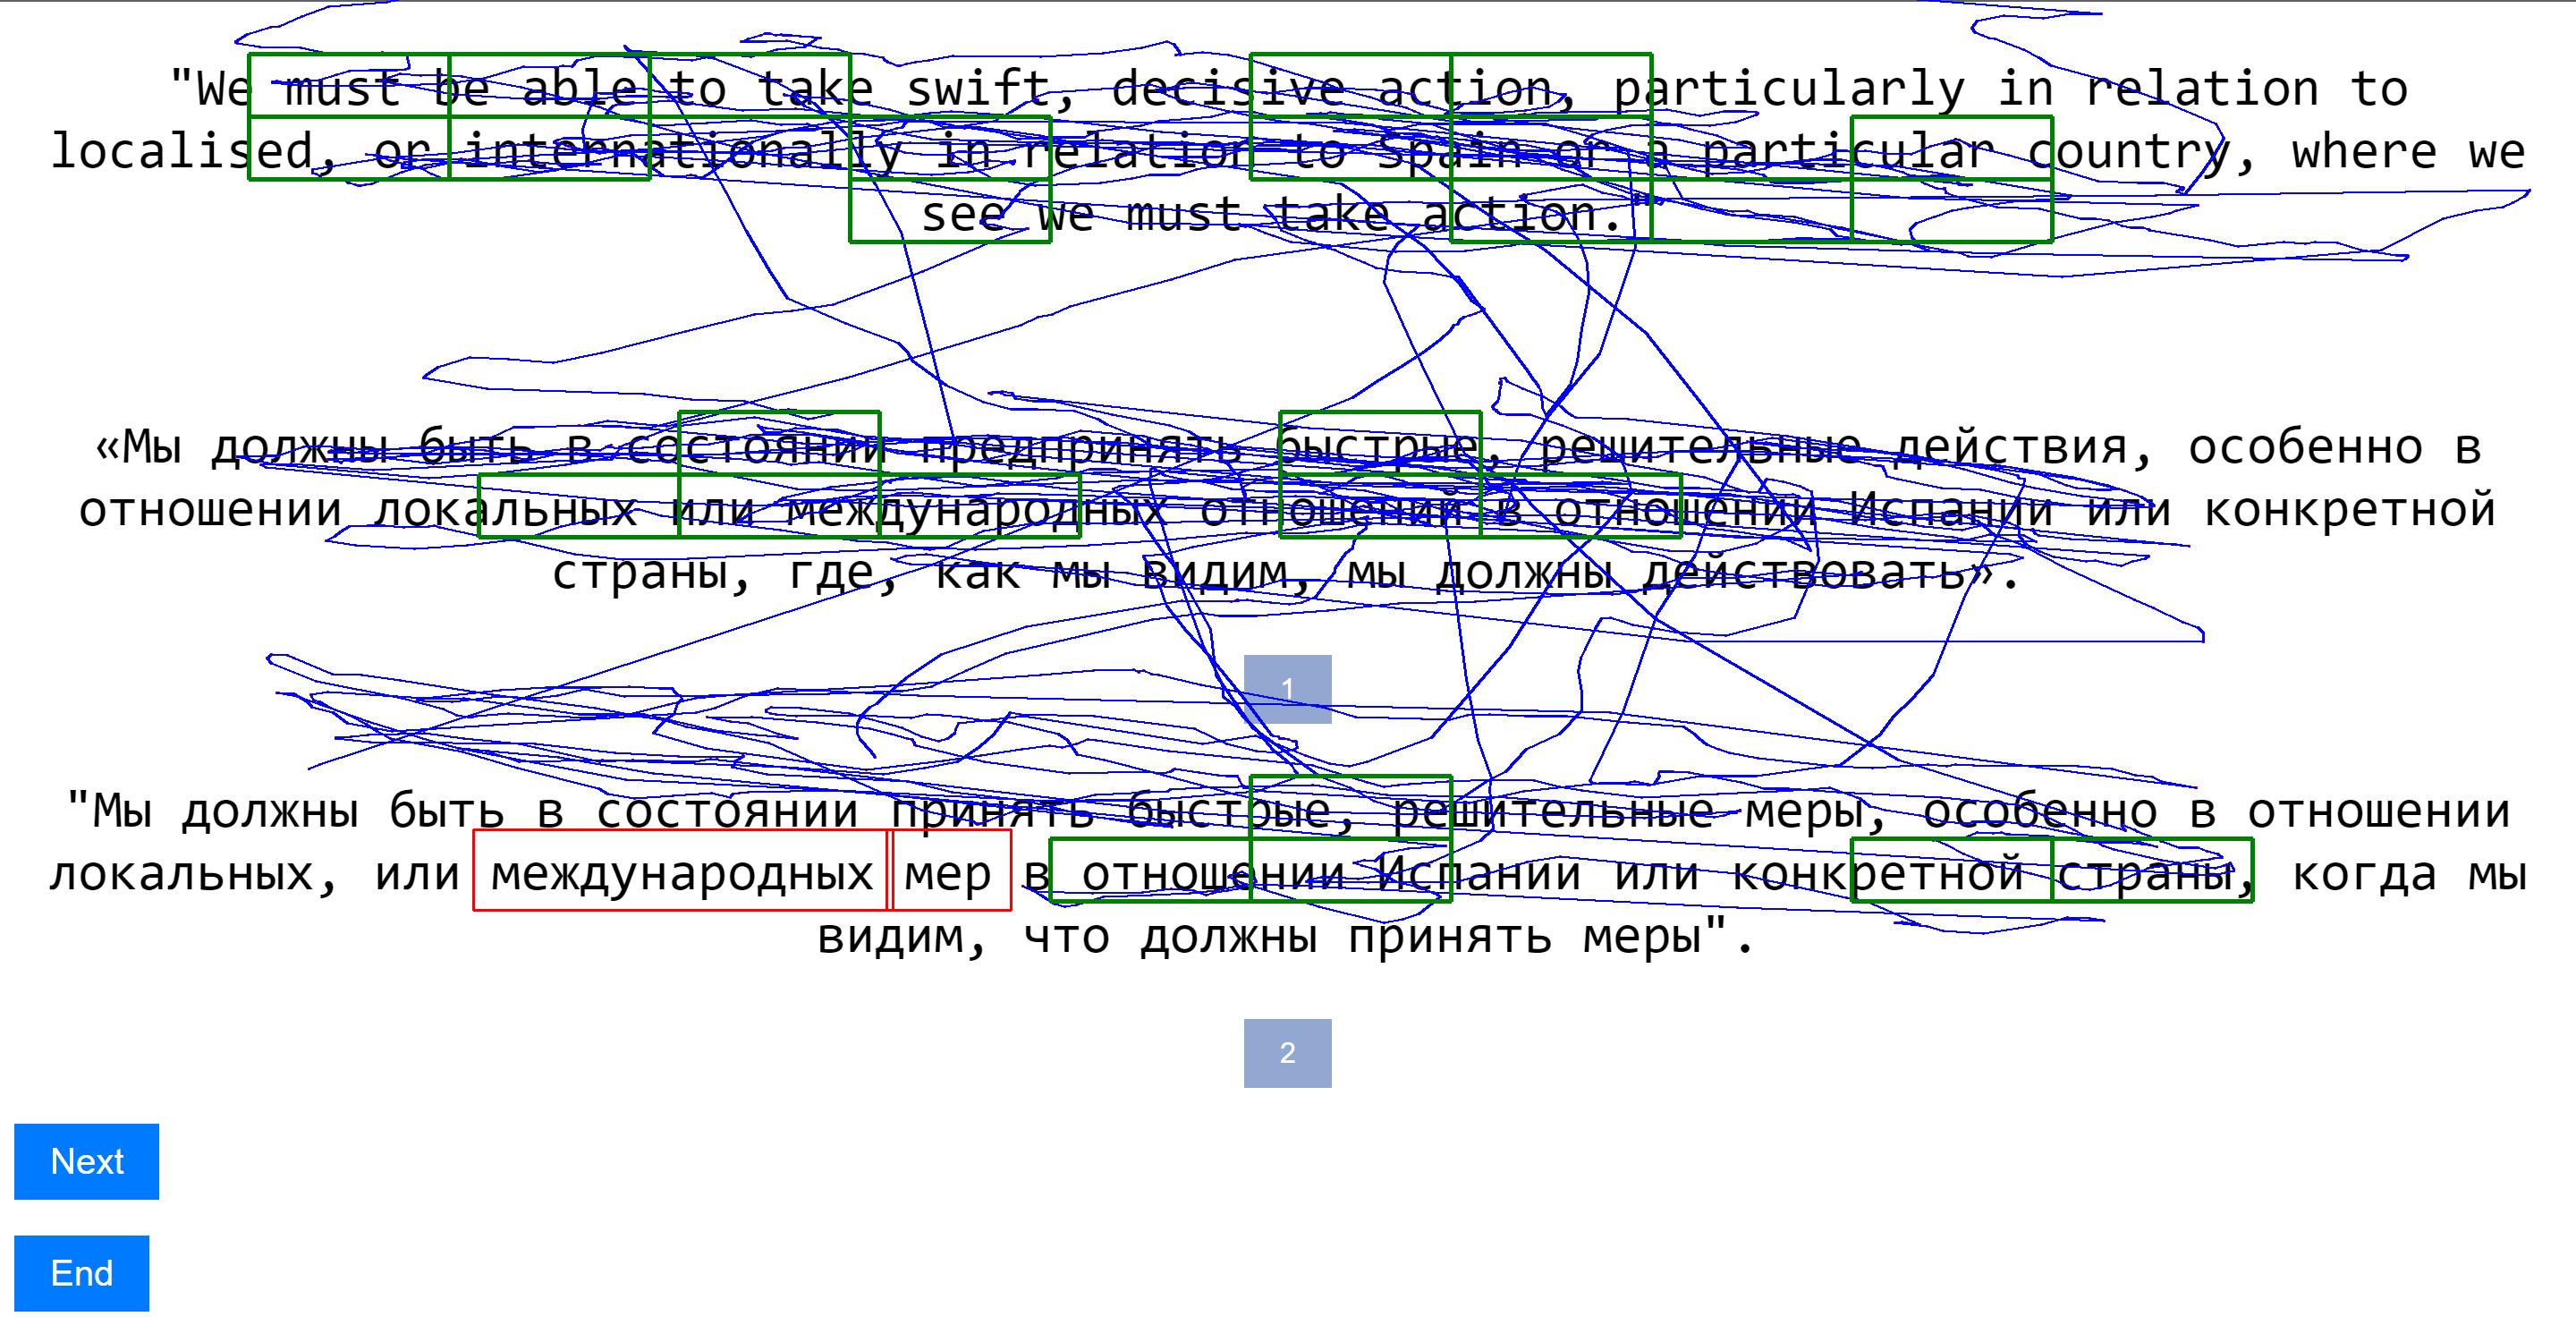 "We must be able to take swift, decisive action, particularly in relation to
localised, or internationally in relation to Spain or a particular country, where we
see we must take action."
«Мы должны быть в состоянии предпринять быстрые, решительные действия, особенно в
отношении локальных или международных отношений в отношении Испании или конкретной
страны, где, как мы видим, мы должны действовать».
1
"Мы должны быть в состоянии принять быстрые, решительные меры, особенно в отношении
локальных, или международных мер в отношении Испании или конкретной страны, когда мы
видим, что должны принять меры".
2
Next
End